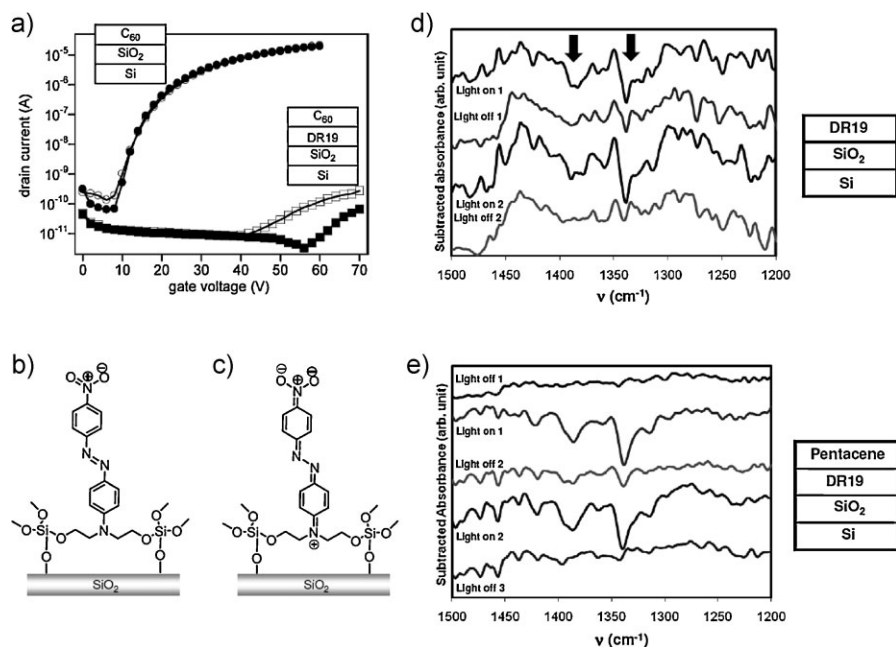 a)
C60
SiO2
Si
C60
DR19
SiO2
Si
drain current (A)
10-5
10-6
10-7
10-8
10-9
10-10
10-11
0 10 20 30 40 50 60 70
gate voltage (V)
d)
Light on 1
Light off 1
Light on 2
Light off 2
Subtracted absorbance (arb. unit)
1500 1450 1400 1350 1300 1250 1200
ν (cm-1)
DR19
SiO2
Si
b)
O ⊕ ⊖
N O
N
N
O O
Si O N O Si
O O O O
SiO2
c)
⊖ ⊕ ⊖
O N O
N
N
O O
Si O N O Si
O O ⊕ O O
SiO2
e)
Light off 1
Light on 1
Light off 2
Light on 2
Light off 3
Subtracted Absorbance (arb. unit)
1500 1450 1400 1350 1300 1250 1200
ν (cm-1)
Pentacene
DR19
SiO2
Si